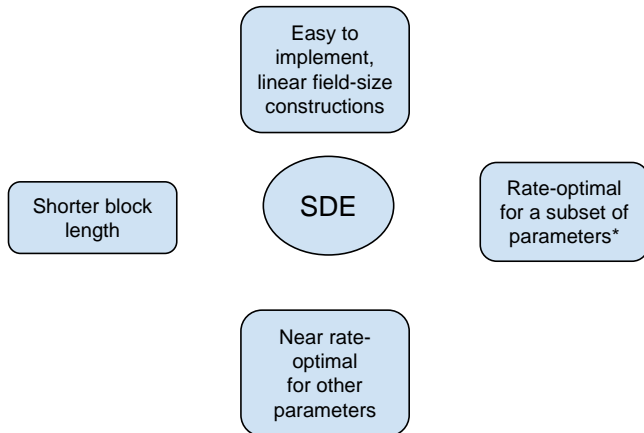 Easy to
implement,
linear field-size
constructions
Shorter block
length
SDE
Rate-optimal
for a subset of
parameters*
Near rate-
optimal
for other
parameters